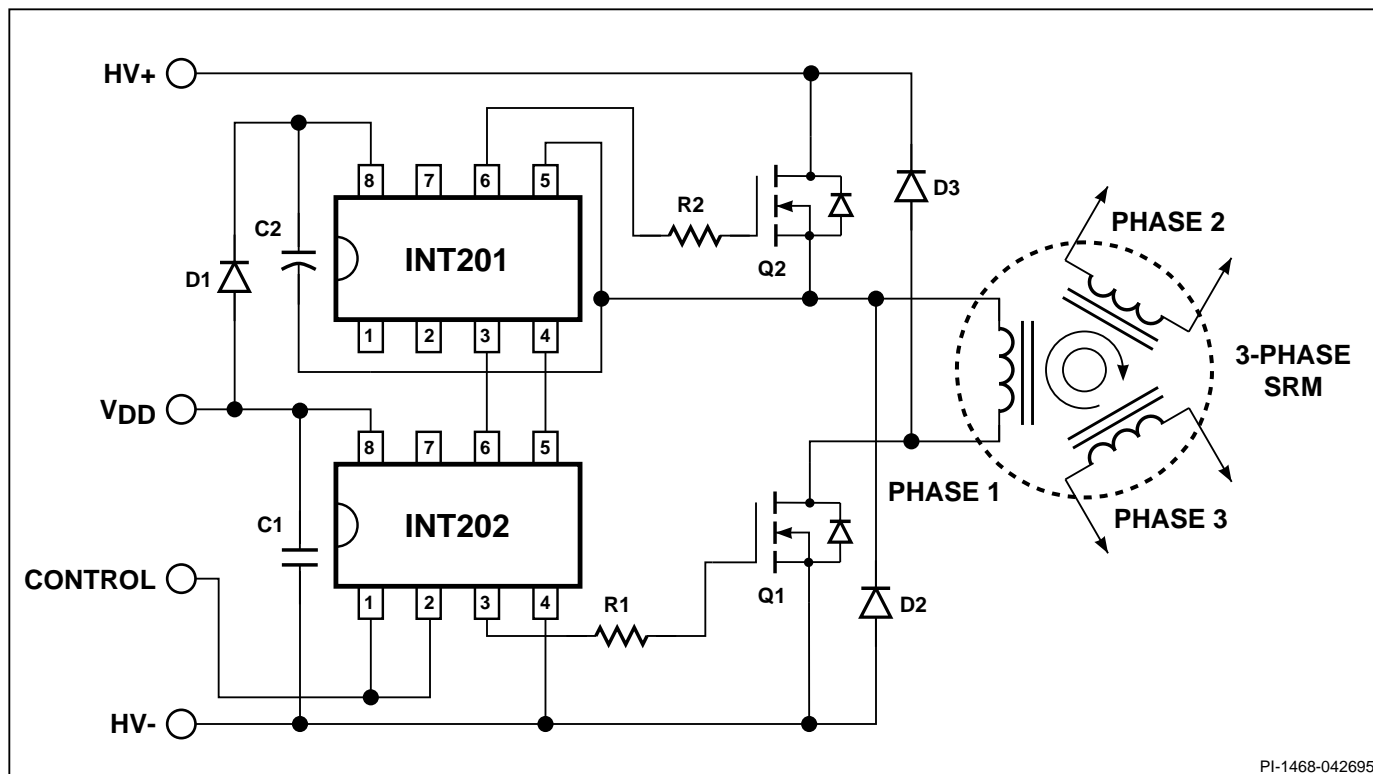 HV+
8
7
6
5
R2
D3
PHASE 2
C2
INT201
D1
Q2
1
2
3
4
3-PHASE
SRM
VDD
8
7
6
5
PHASE 1
C1
INT202
PHASE 3
CONTROL
1
2
3
4
R1
Q1
D2
HV-
PI-1468-042695